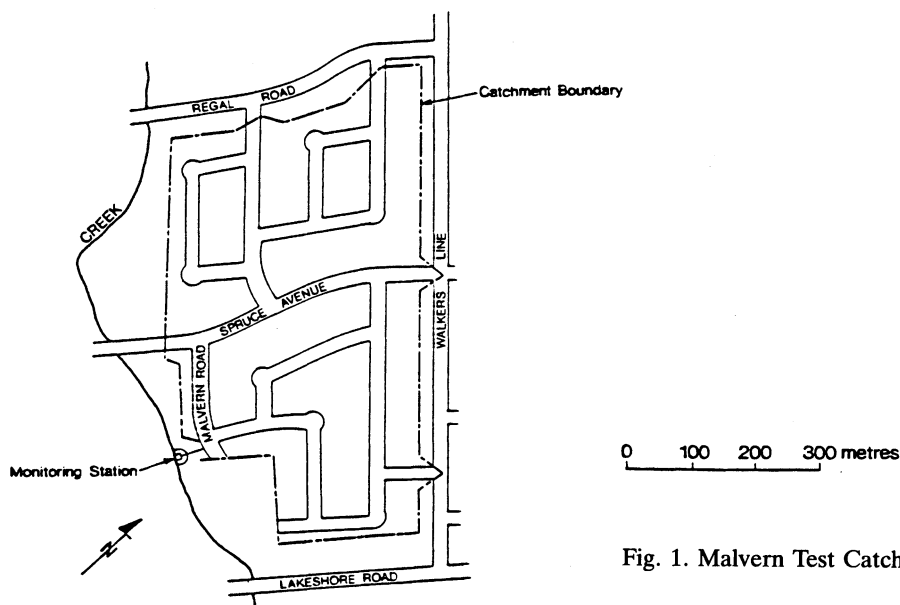 REGAL ROAD
Catchment Boundary
CREEK
WALKERS LINE
SPRUCE AVENUE
MALVERN ROAD
Monitoring Station
N
0 100 200 300 metres
Fig. 1. Malvern Test Catch
LAKESHORE ROAD